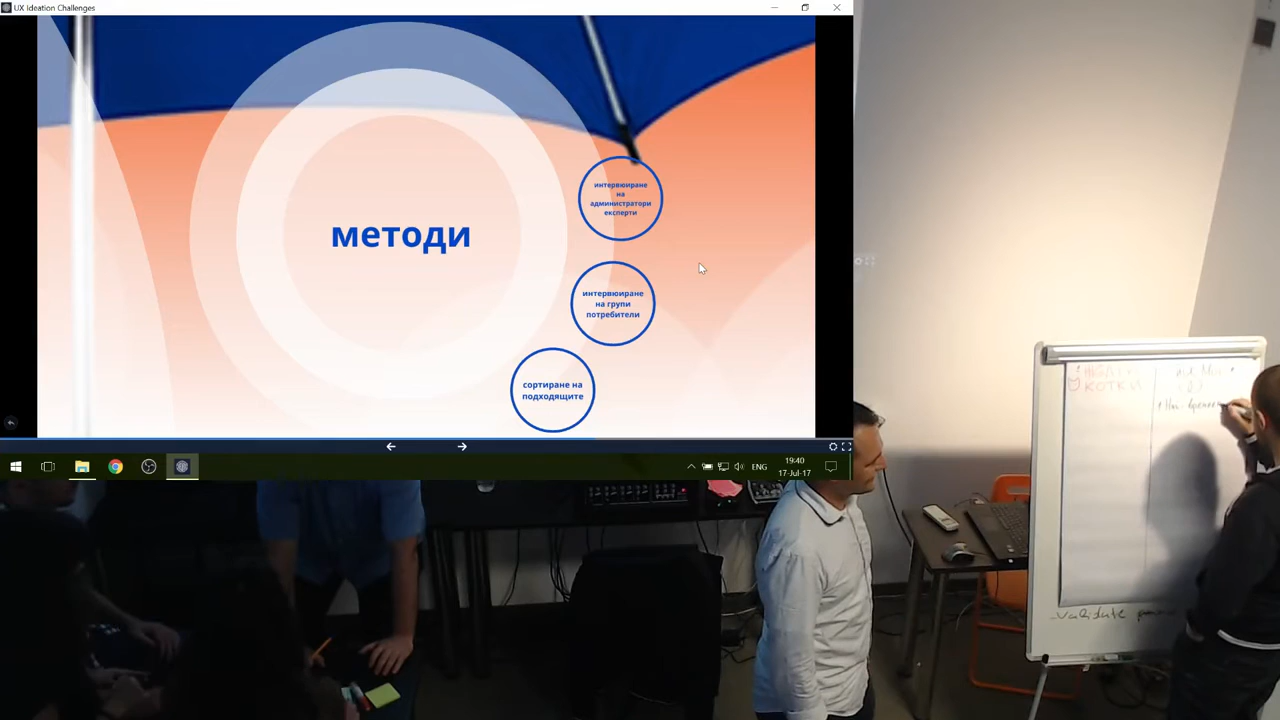 UX Ideation Challenges
методи
интервюиране
на
администратори
експерти
интервюиране
на групи
потребители
сортиране на
подходящите
ENG
19:40
17-Jul-17
КОТКИ
validate